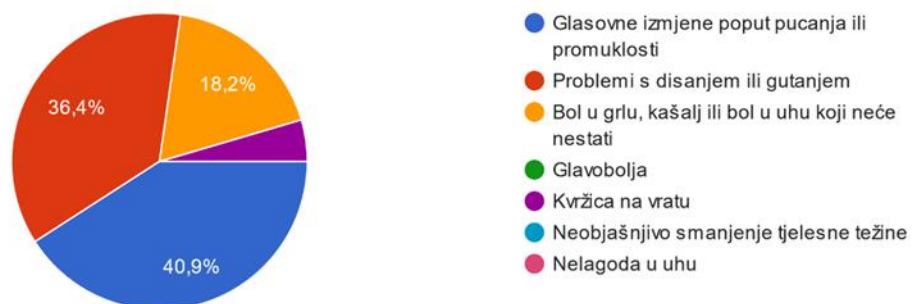 36,4%
18,2%
40,9%
Glasovne izmjene poput pucanja ili
promuklosti
Problemi s disanjem ili gutanjem
Bol u grlu, kašalj ili bol u uhu koji neće
nestati
Glavobolja
Kvržica na vratu
Neobjašnjivo smanjenje tjelesne težine
Nelagoda u uhu